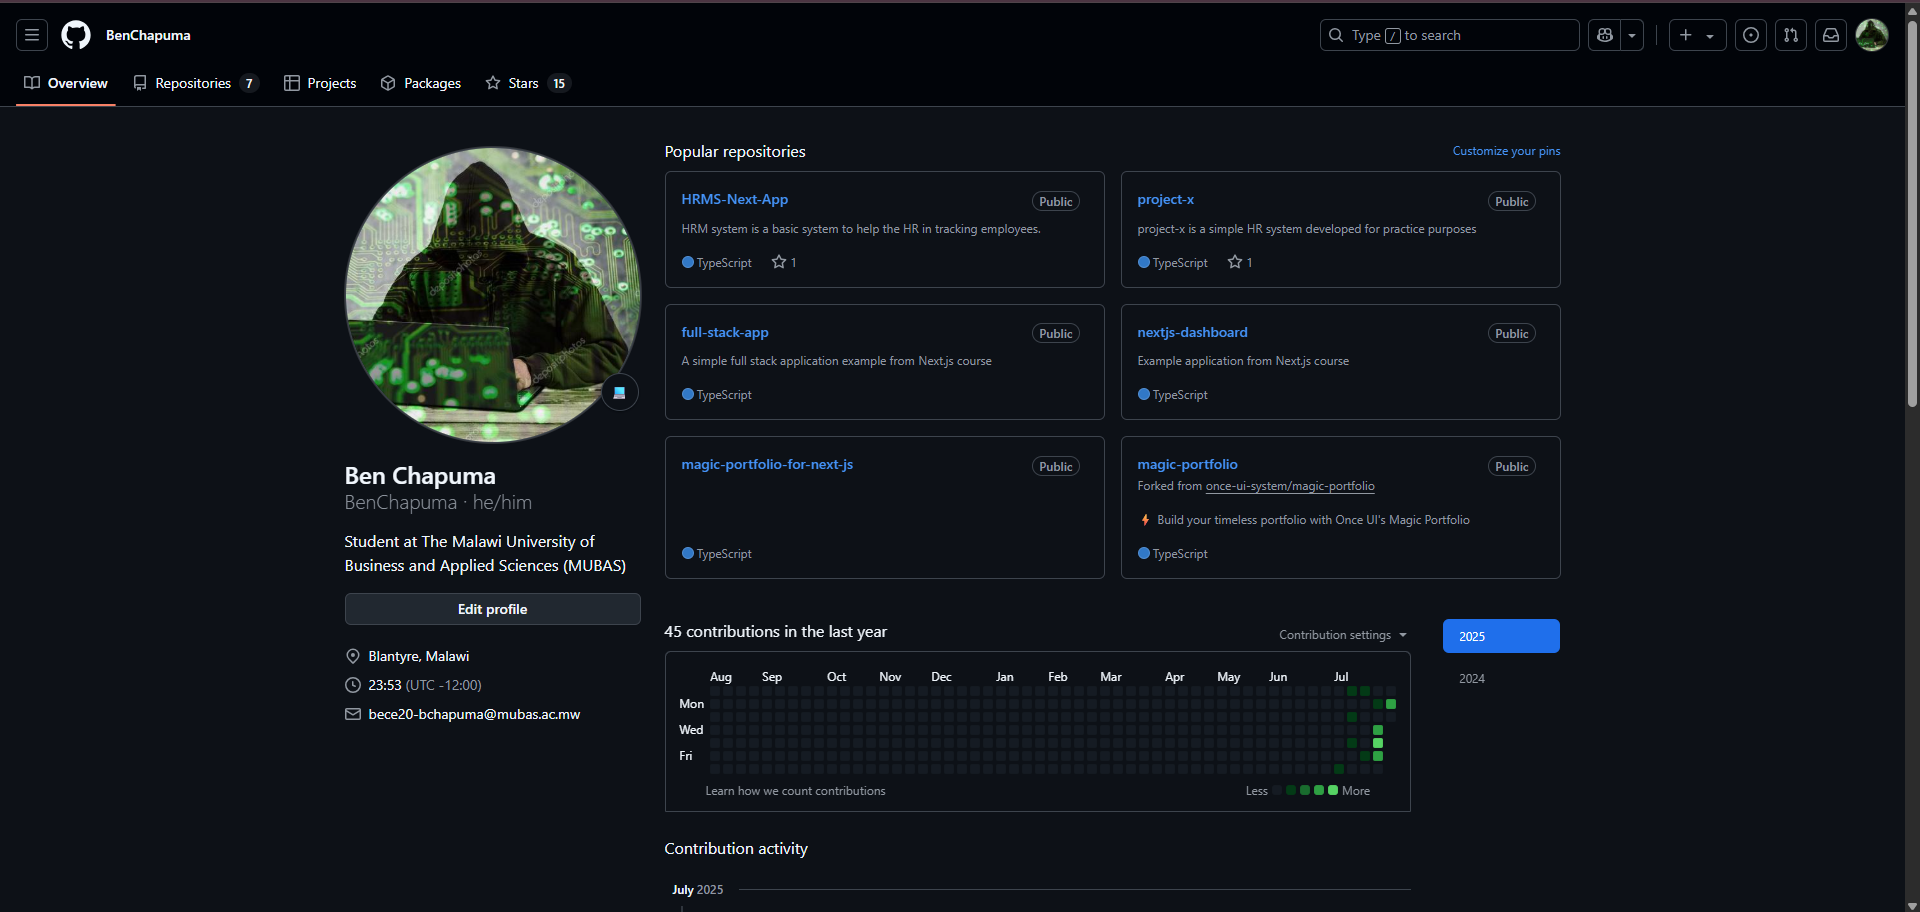 BenChapuma
Type / to search
Overview
Repositories 7
Projects
Packages
Stars 15
depositphotos
depositphotos
Ben Chapuma
BenChapuma · he/him
Student at The Malawi University of
Business and Applied Sciences (MUBAS)
Edit profile
Blantyre, Malawi
23:53 (UTC -12:00)
bece20-bchapuma@mubas.ac.mw
Popular repositories
Customize your pins
HRMS-Next-App
Public
HRM system is a basic system to help the HR in tracking employees.
TypeScript
1
project-x
Public
project-x is a simple HR system developed for practice purposes
TypeScript
1
full-stack-app
Public
A simple full stack application example from Next.js course
TypeScript
nextjs-dashboard
Public
Example application from Next.js course
TypeScript
magic-portfolio-for-next-js
Public
TypeScript
magic-portfolio
Public
Forked from once-ui-system/magic-portfolio
Build your timeless portfolio with Once UI's Magic Portfolio
TypeScript
45 contributions in the last year
Contribution settings
2025
2024
Aug Sep Oct Nov Dec Jan Feb Mar Apr May Jun Jul
Mon
Wed
Fri
Learn how we count contributions
Less
More
Contribution activity
July 2025